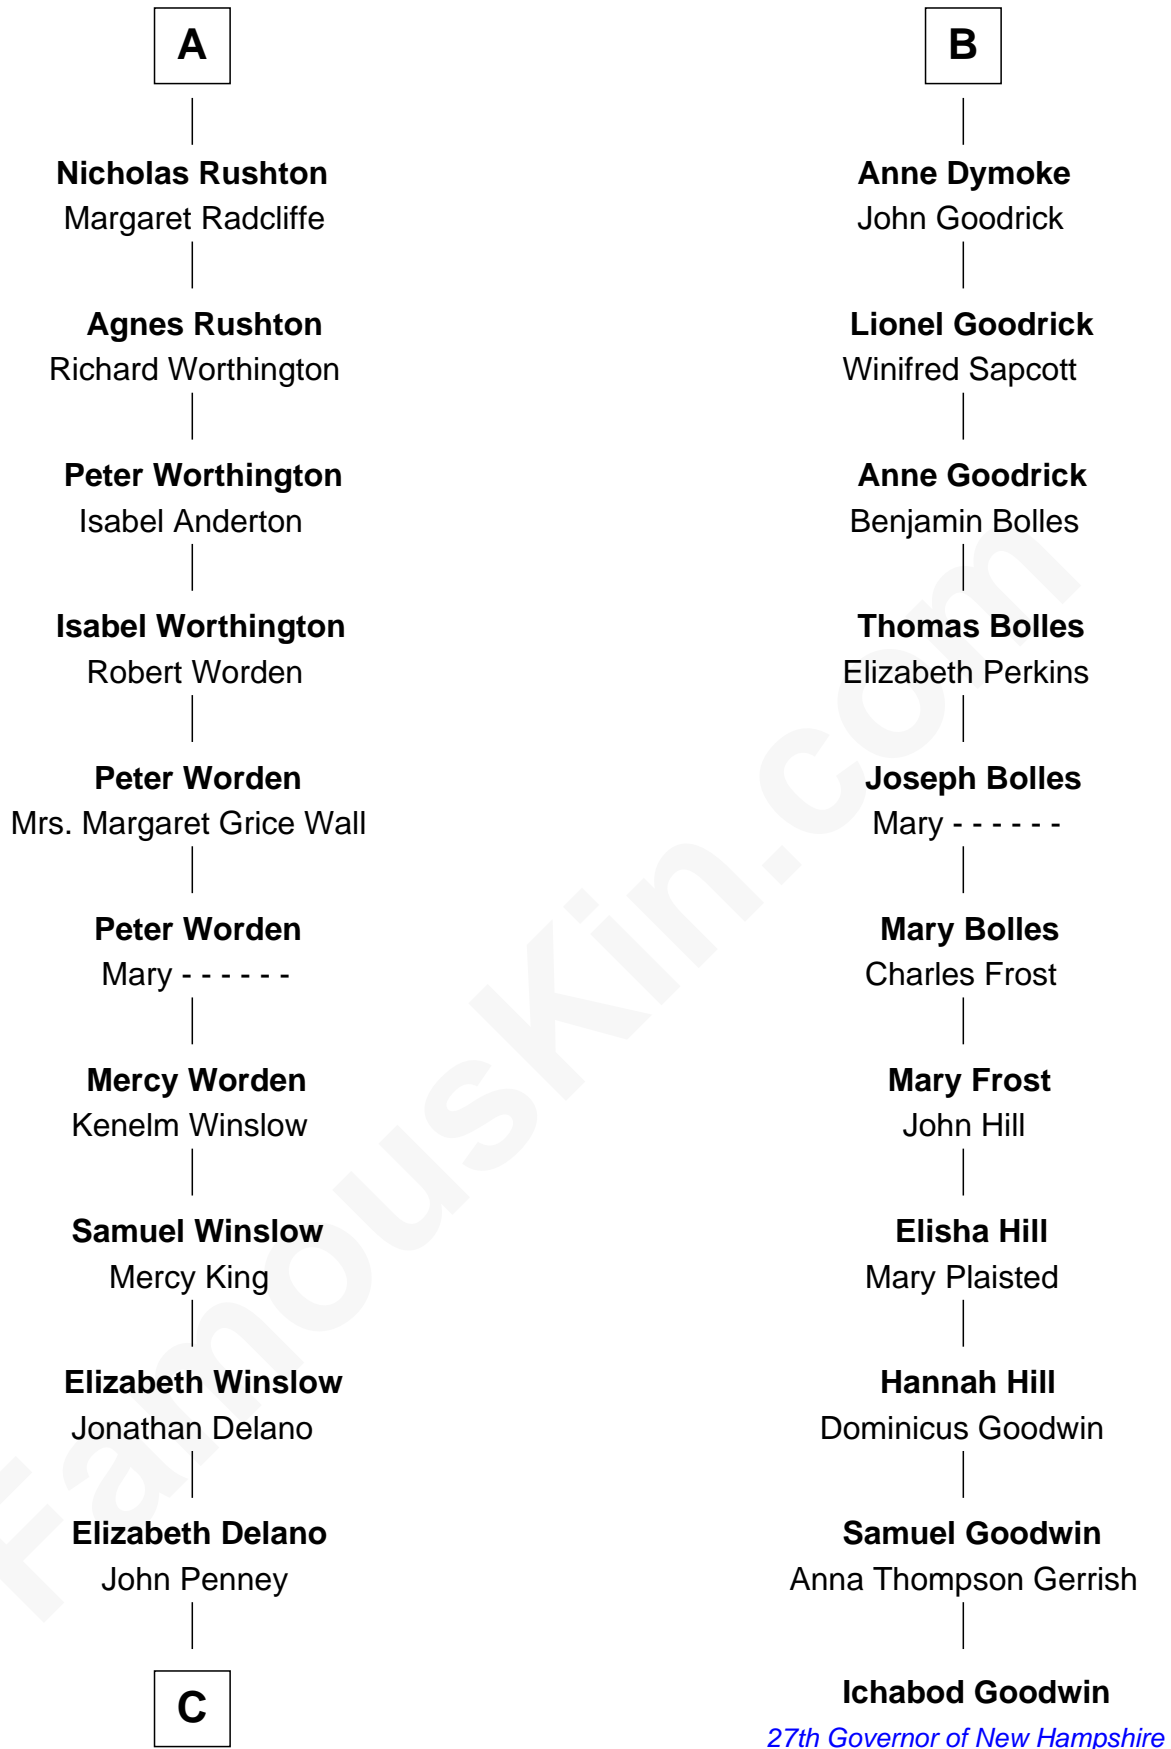 A
Nicholas Rushton
Margaret Radcliffe
Agnes Rushton
Richard Worthington
Peter Worthington
Isabel Anderton
Isabel Worthington
Robert Worden
Peter Worden
Mrs. Margaret Grice Wall
Peter Worden
Mary - - - - - -
Mercy Worden
Kenelm Winslow
Samuel Winslow
Mercy King
Elizabeth Winslow
Jonathan Delano
Elizabeth Delano
John Penney
C
B
Anne Dymoke
John Goodrick
Lionel Goodrick
Winifred Sapcott
Anne Goodrick
Benjamin Bolles
Thomas Bolles
Elizabeth Perkins
Joseph Bolles
Mary - - - - - -
Mary Bolles
Charles Frost
Mary Frost
John Hill
Elisha Hill
Mary Plaisted
Hannah Hill
Dominicus Goodwin
Samuel Goodwin
Anna Thompson Gerrish
Ichabod Goodwin
27th Governor of New Hampshire
FamousKin.com